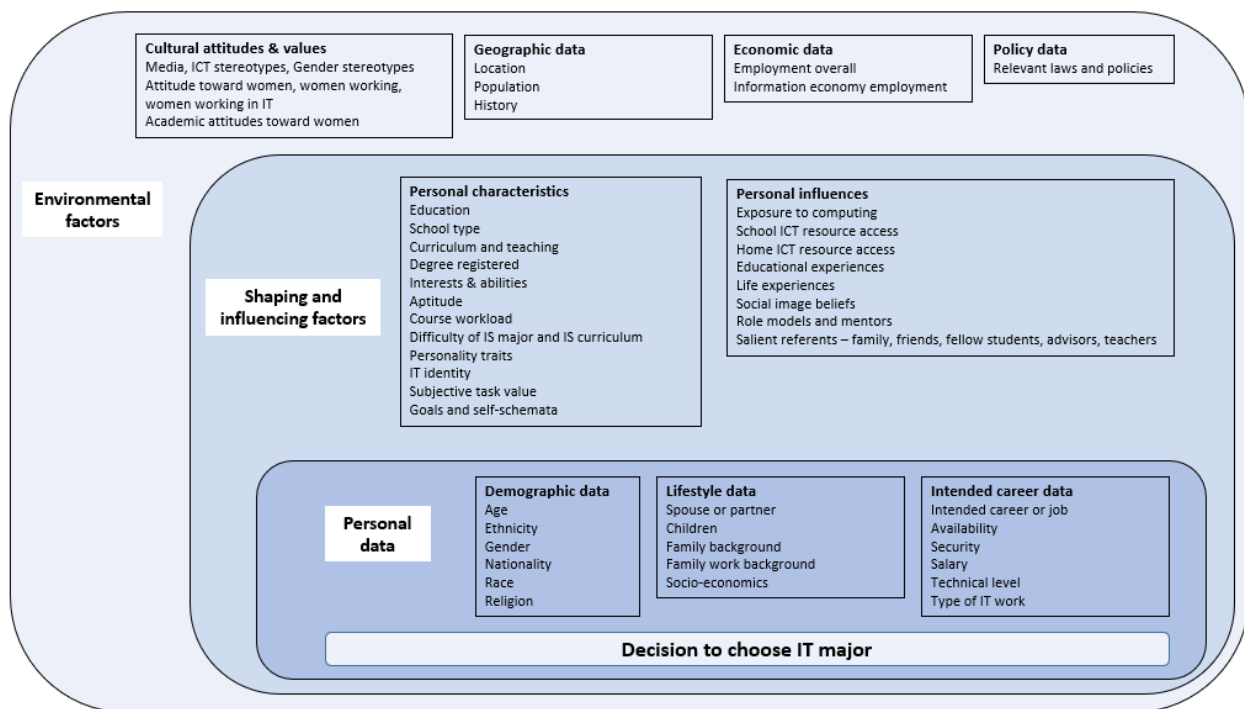 Cultural attitudes & values
Media, ICT stereotypes, Gender stereotypes
Attitude toward women, women working,
women working in IT
Academic attitudes toward women
Geographic data
Location
Population
History
Economic data
Employment overall
Information economy employment
Policy data
Relevant laws and policies
Environmental
factors
Personal characteristics
Education
School type
Curriculum and teaching
Degree registered
Interests & abilities
Aptitude
Course workload
Difficulty of IS major and IS curriculum
Personality traits
IT identity
Subjective task value
Goals and self-schemata
Personal influences
Exposure to computing
School ICT resource access
Home ICT resource access
Educational experiences
Life experiences
Social image beliefs
Role models and mentors
Salient referents – family, friends, fellow students, advisors, teachers
Shaping and
influencing factors
Demographic data
Age
Ethnicity
Gender
Nationality
Race
Religion
Lifestyle data
Spouse or partner
Children
Family background
Family work background
Socio-economics
Intended career data
Intended career or job
Availability
Security
Salary
Technical level
Type of IT work
Personal
data
Decision to choose IT major